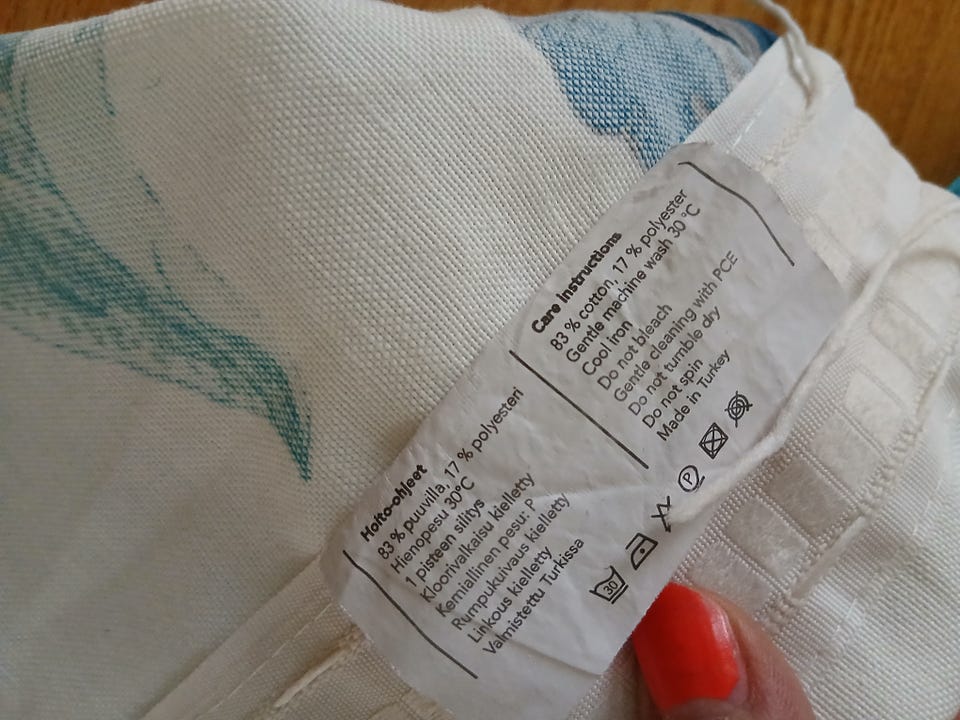 Hoito-ohjeet
83 % puuvilla, 17 % polyesteri
Hienopesu 30°C
1 pisteen silitys
Kloorivalkaisu kielletty
Kemiallinen pesu: P
Rumpukuivaus kielletty
Linkous kielletty
Valmistettu Turkissa
Care instructions
83 % cotton, 17 % polyester
Gentle machine wash 30 °C
Cool iron
Do not bleach
Gentle cleaning with PCE
Do not tumble dry
Do not spin
Made in Turkey
30
P